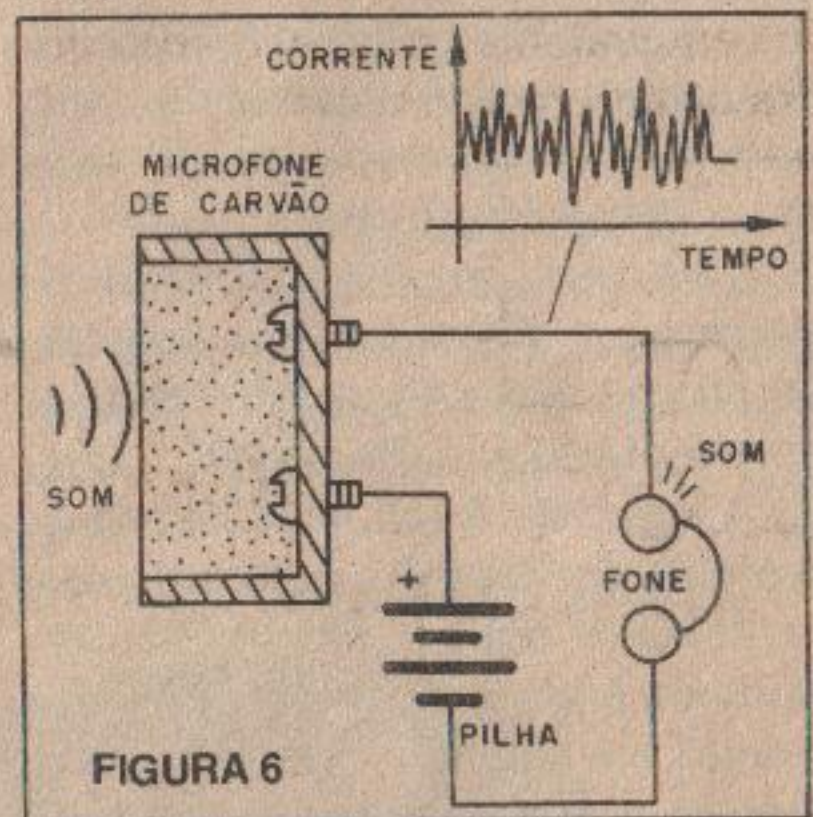 CORRENTE
MICROFONE
DE CARVÃO
TEMPO
SOM
SOM
FONE
+
PILHA
FIGURA 6